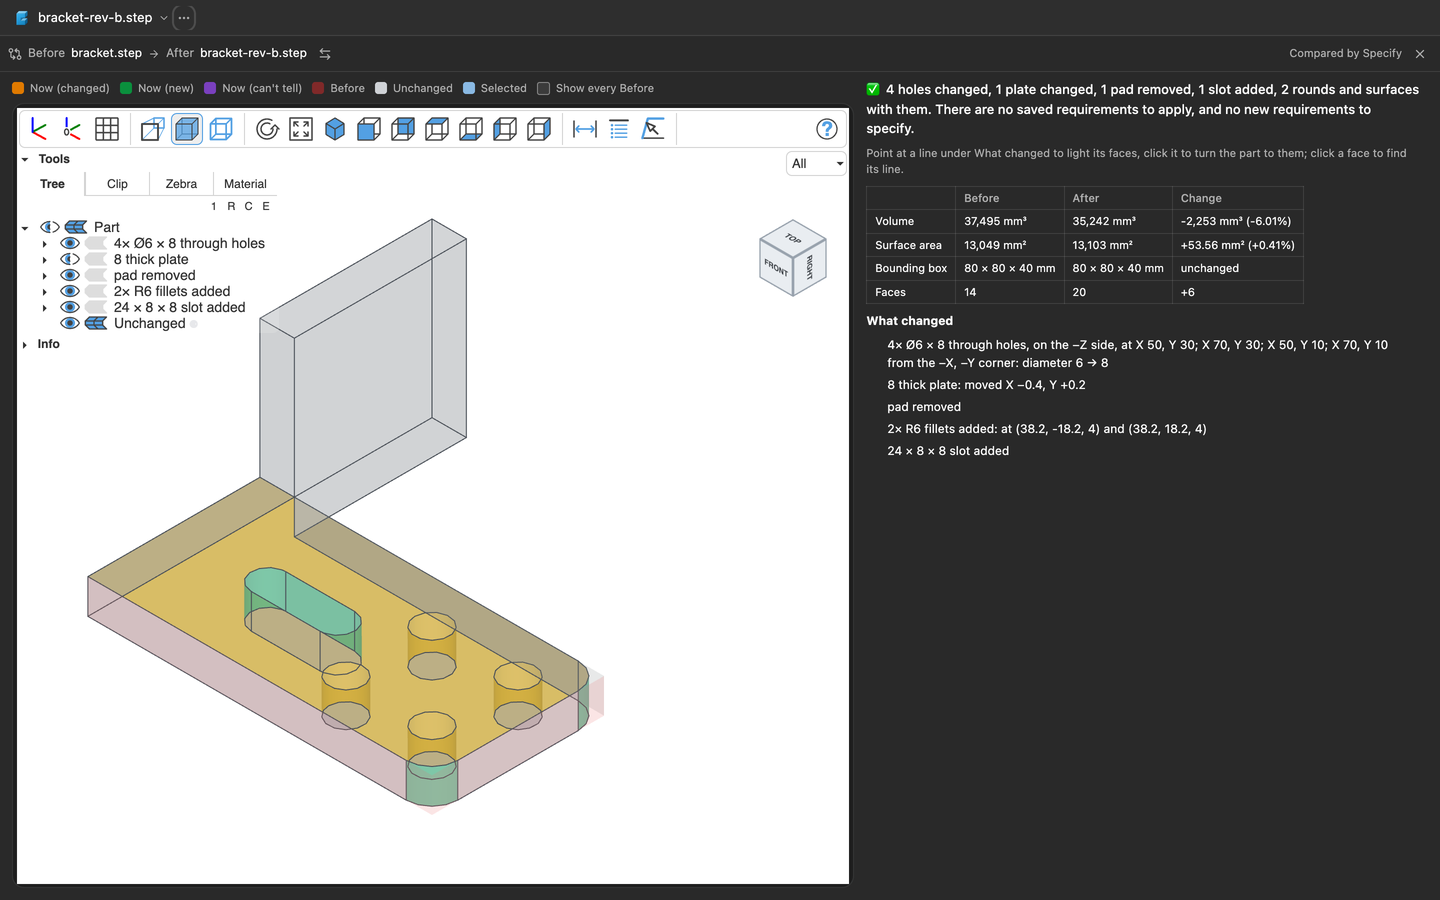 bracket-rev-b.step
Before bracket.step → After bracket-rev-b.step
Compared by Specify
Now (changed) Now (new) Now (can't tell) Before Unchanged Selected Show every Before
Tools
All
Tree Clip Zebra Material
1 R C E
Part
4× Ø6 × 8 through holes
8 thick plate
pad removed
2× R6 fillets added
24 × 8 × 8 slot added
Unchanged
Info
TOP
FRONT
RIGHT
4 holes changed, 1 plate changed, 1 pad removed, 1 slot added, 2 rounds and surfaces
with them. There are no saved requirements to apply, and no new requirements to
specify.
Point at a line under What changed to light its faces, click it to turn the part to them; click a face to find
its line.
Before After Change
Volume 37,495 mm³ 35,242 mm³ -2,253 mm³ (-6.01%)
Surface area 13,049 mm² 13,103 mm² +53.56 mm² (+0.41%)
Bounding box 80 × 80 × 40 mm 80 × 80 × 40 mm unchanged
Faces 14 20 +6
What changed
4× Ø6 × 8 through holes, on the −Z side, at X 50, Y 30; X 70, Y 30; X 50, Y 10; X 70, Y 10
from the −X, −Y corner: diameter 6 → 8
8 thick plate: moved X −0.4, Y +0.2
pad removed
2× R6 fillets added: at (38.2, -18.2, 4) and (38.2, 18.2, 4)
24 × 8 × 8 slot added